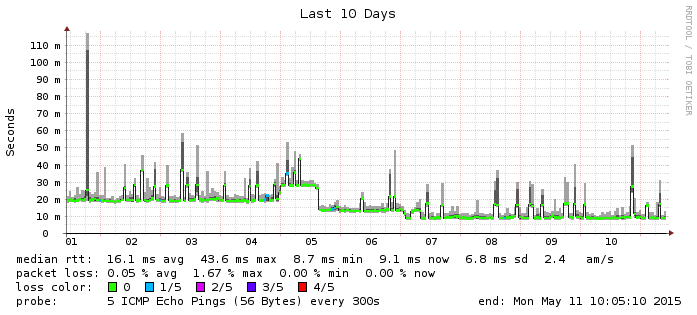 Last 10 Days
RRDTOOL / TOBI OETIKER
Seconds
110 m
100 m
90 m
80 m
70 m
60 m
50 m
40 m
30 m
20 m
10 m
0
01 02 03 04 05 06 07 08 09 10
median rtt: 16.1 ms avg 43.6 ms max 8.7 ms min 9.1 ms now 6.8 ms sd 2.4 am/s
packet loss: 0.05 % avg 1.67 % max 0.00 % min 0.00 % now
loss color: 0 1/5 2/5 3/5 4/5
probe: 5 ICMP Echo Pings (56 Bytes) every 300s end: Mon May 11 10:05:10 2015